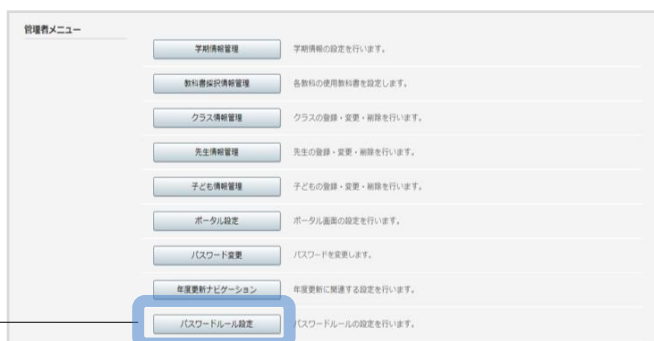 管理者メニュー
学期情報管理 学期情報の設定を行います。
教科書採択情報管理 各教科の使用教科書を設定します。
クラス情報管理 クラスの登録・変更・削除を行います。
先生情報管理 先生の登録・変更・削除を行います。
子ども情報管理 子どもの登録・変更・削除を行います。
ポータル設定 ポータル画面の設定を行います。
パスワード変更 パスワードを変更します。
年度更新ナビゲーション 年度更新に関連する設定を行います。
パスワードルール設定 パスワードルールの設定を行います。